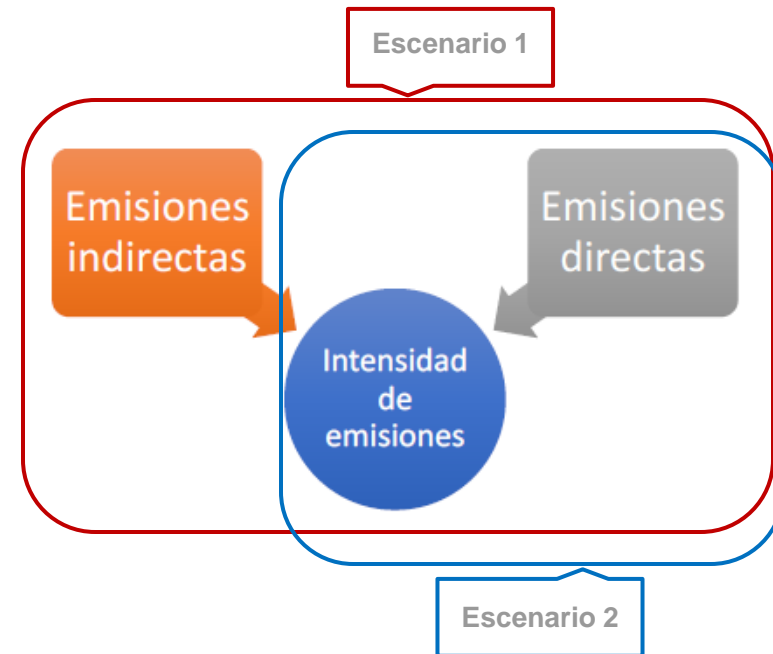 Escenario 1
Emisiones
indirectas
Emisiones
directas
Intensidad
de
emisiones
Escenario 2